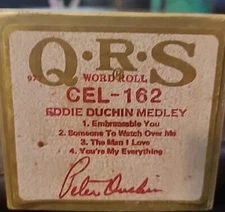 Q·R·S
WORD ROLL
CEL-162
EDDIE DUCHIN MEDLEY
1. Embraceable You
2. Someone To Watch Over Me
3. The Man I Love
4. You're My Everything
Peter Duchin